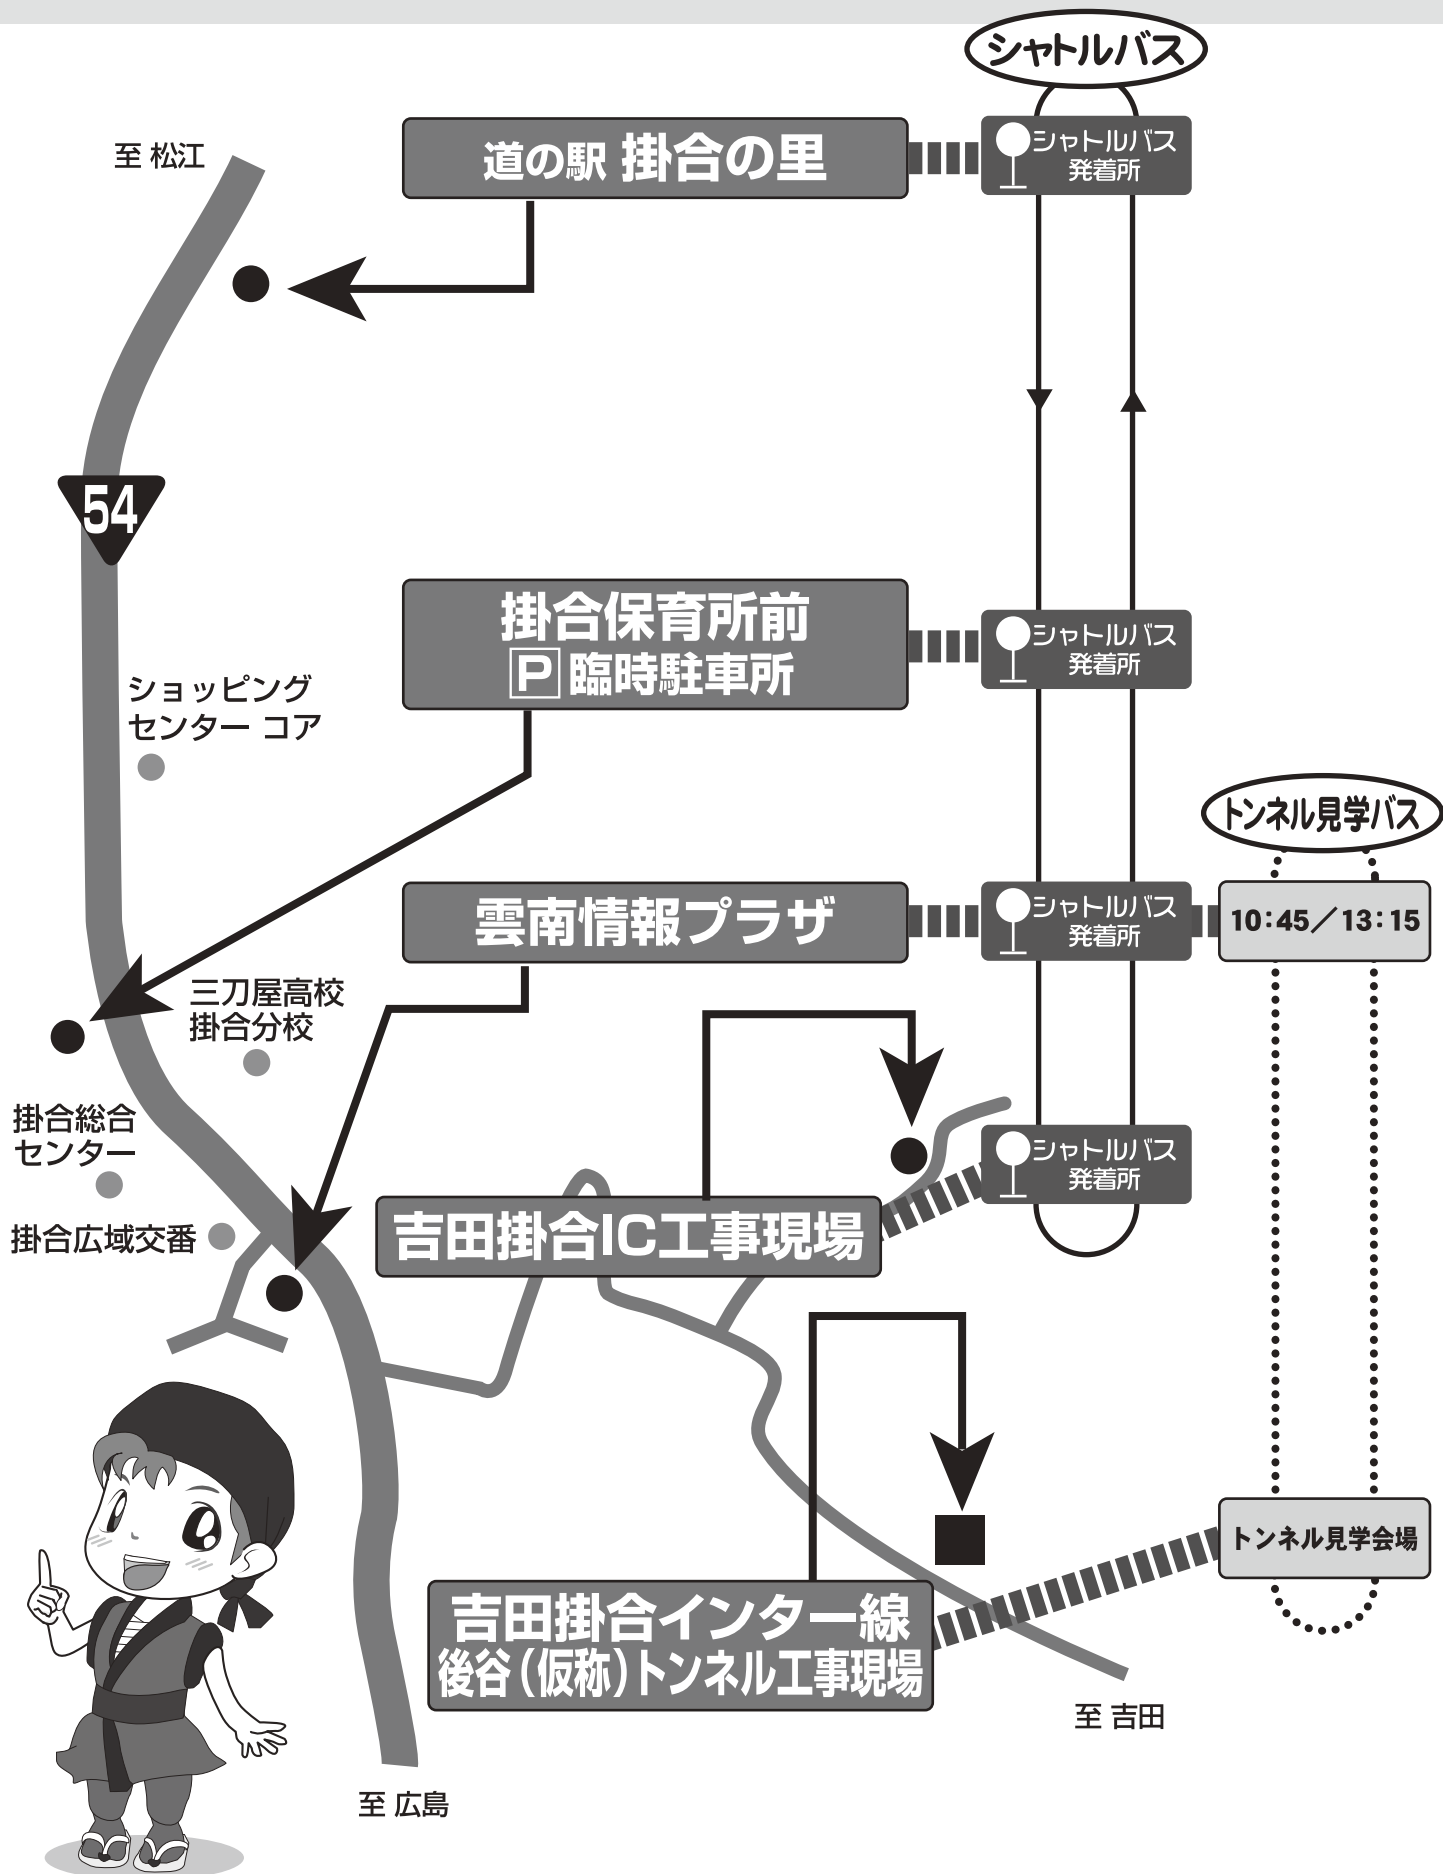 シャトルバス
至 松江
道の駅 掛合の里
シャトルバス
発着所
54
掛合保育所前
P 臨時駐車所
シャトルバス
発着所
ショッピング
センター コア
トンネル見学バス
雲南情報プラザ
シャトルバス
発着所
10：45／13：15
三刀屋高校
掛合分校
掛合総合
センター
シャトルバス
発着所
掛合広域交番
吉田掛合IC工事現場
トンネル見学会場
吉田掛合インター線
後谷（仮称）トンネル工事現場
至 吉田
至 広島